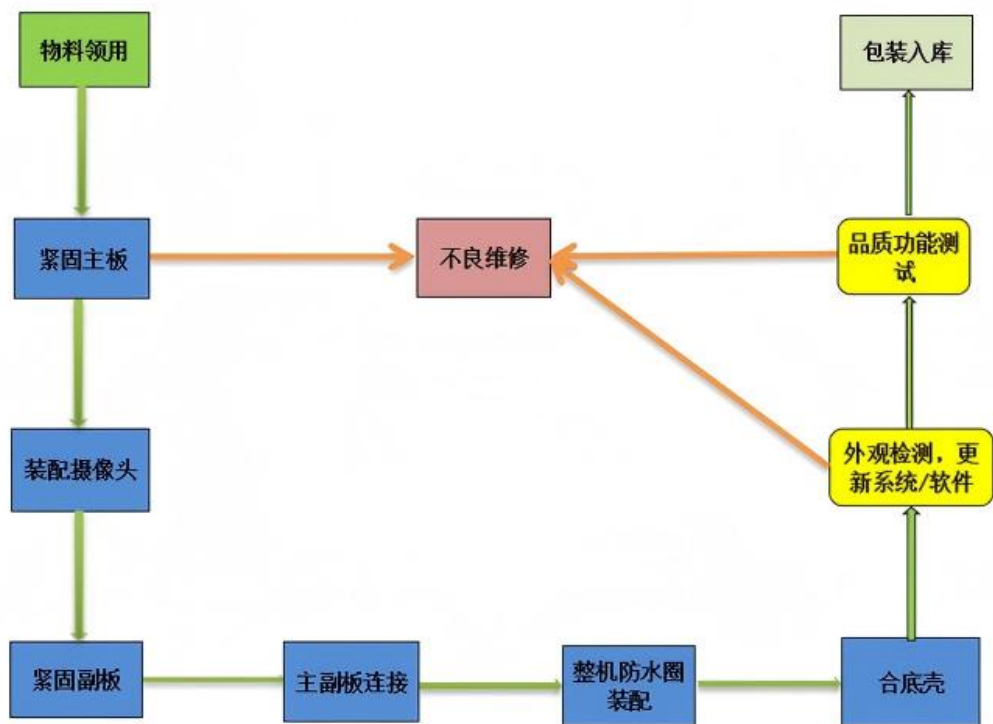 物料领用
包装入库
紧固主板
不良维修
品质功能测
试
装配摄像头
外观检测，更
新系统/软件
紧固副板
主副板连接
整机防水圈
装配
合底壳